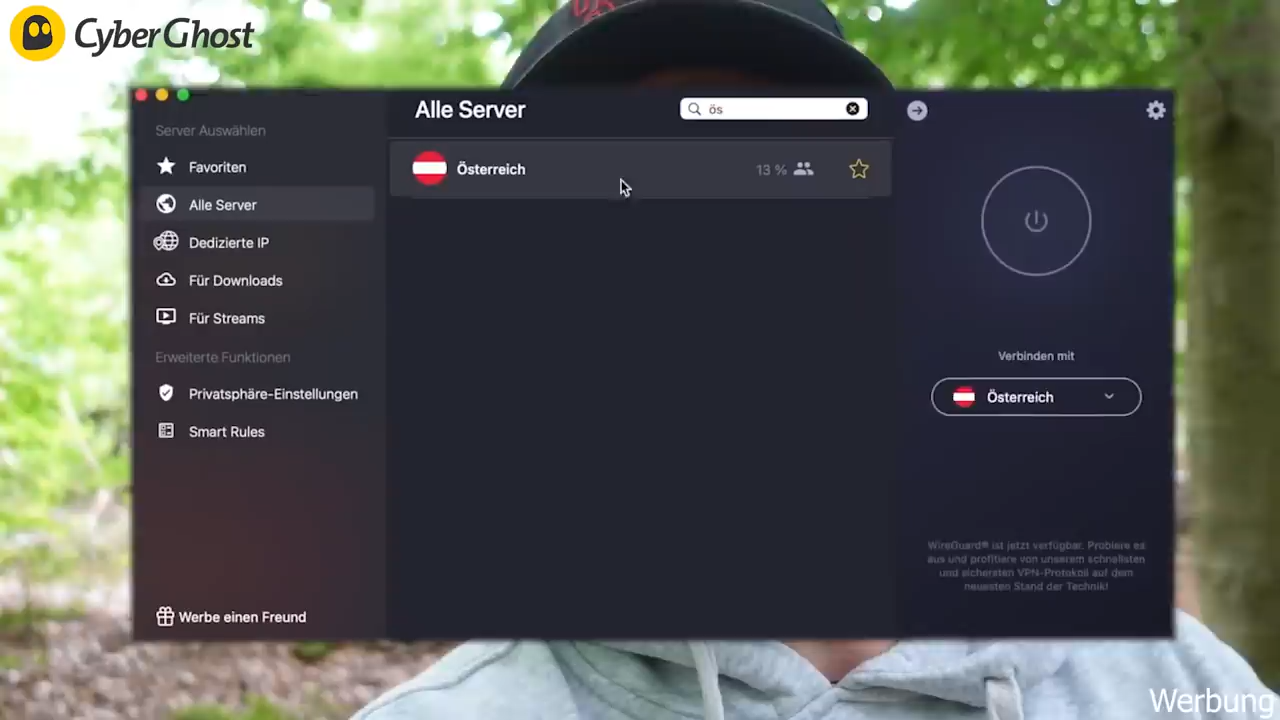 CyberGhost
Alle Server
ös
Server Auswählen
Favoriten
Alle Server
Dedizierte IP
Für Downloads
Für Streams
Erweiterte Funktionen
Privatsphäre-Einstellungen
Smart Rules
Werbe einen Freund
Österreich
13 %
Verbinden mit
Österreich
WireGuard® ist jetzt verfügbar. Probiere es
aus und profitiere von unserem schnellsten
und sichersten VPN-Protokoll auf dem
neuesten Stand der Technik!
Werbung